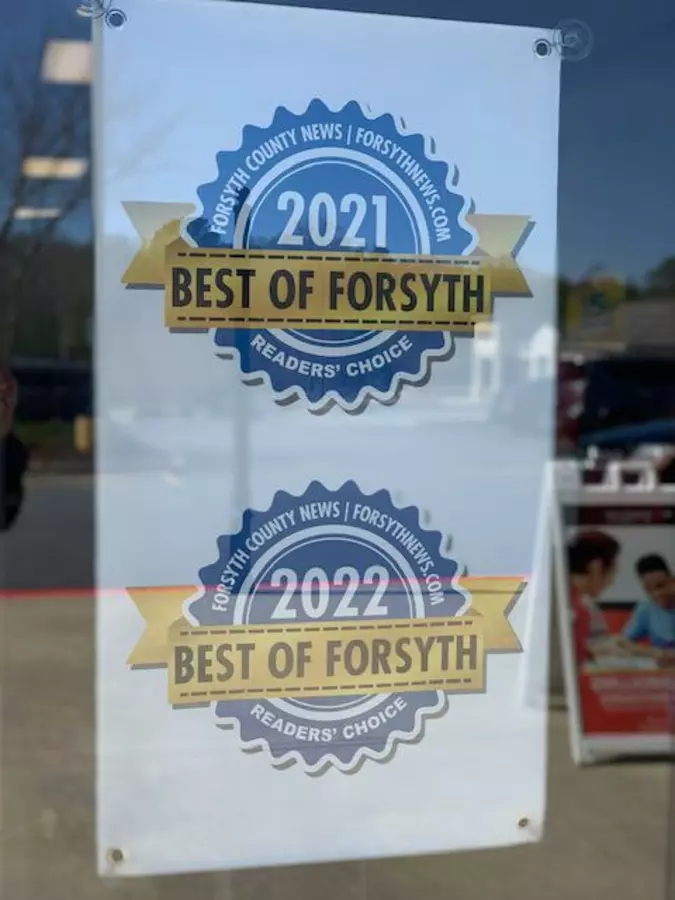 FORSYTH COUNTY NEWS | FORSYTHNEWS.COM
2021
BEST OF FORSYTH
READERS' CHOICE
FORSYTH COUNTY NEWS | FORSYTHNEWS.COM
2022
BEST OF FORSYTH
READERS' CHOICE